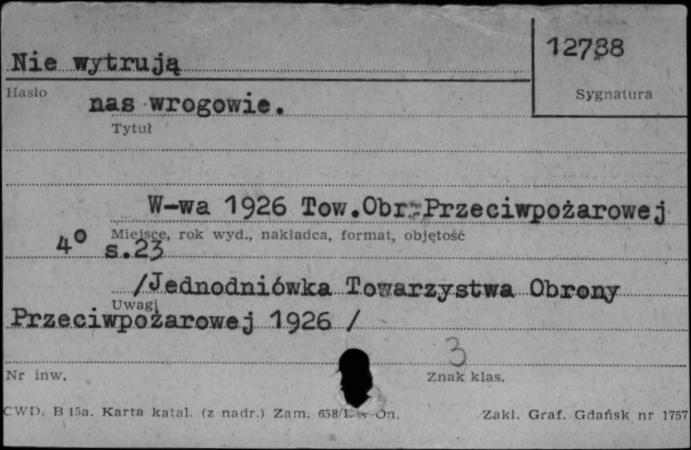 Nie wytrują
12788
Hasło
Sygnatura
nas wrogowie.
Tytuł
W-wa 1926 Tow.Obr.Przeciwpożarowej
Miejsce, rok wyd., nakładca, format, objętość
4° s.23
/Jednodniówka Towarzystwa Obrony
Uwagi
Przeciwpożarowej 1926 /
3
Nr inw.
Znak klas.
CWD. B 15a. Karta katal. (z nadr.) Zam. On.
Zakł. Graf. Gdańsk nr 1757